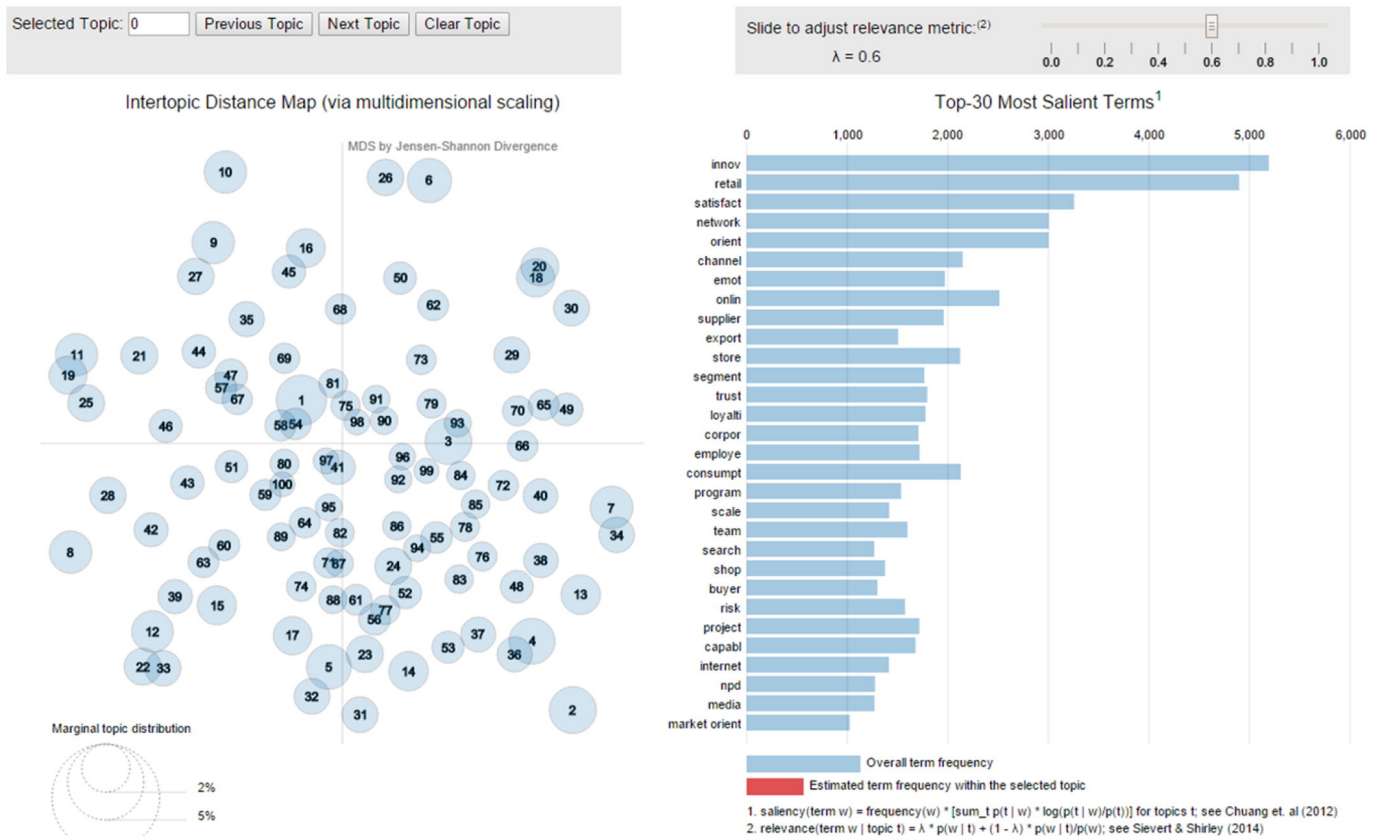 Selected Topic: 0 Previous Topic Next Topic Clear Topic
Slide to adjust relevance metric:(2)
λ = 0.6
0.0 0.2 0.4 0.6 0.8 1.0
Intertopic Distance Map (via multidimensional scaling)
MDS by Jensen-Shannon Divergence
10
26 6
9
16
27
45
50
20
18
30
62
68
35
11
21
44
69
73
29
19
47
57
67
25
81
1
75
91
98
90
79
93
70
65
49
46
58
54
3
66
51
80
97
41
96
99
92
84
43
100
59
72
28
40
7
85
95
42
64
89
82
86
55
78
34
94
60
8
63
71
87
24
76
38
83
74
48
39
15
88
61
52
13
77
56
12
17
37
4
53
36
22
33
5
23
14
32
31
2
Marginal topic distribution
2%
5%
Top-30 Most Salient Terms1
0 1,000 2,000 3,000 4,000 5,000 6,000
innov
retail
satisfact
network
orient
channel
emot
onlin
supplier
export
store
segment
trust
loyalti
corpor
employe
consumpt
program
scale
team
search
shop
buyer
risk
project
capabl
internet
npd
media
market orient
Overall term frequency
Estimated term frequency within the selected topic
1. saliency(term w) = frequency(w) * [sum_t p(t | w) * log(p(t | w)/p(t))] for topics t; see Chuang et. al (2012)
2. relevance(term w | topic t) = λ * p(w | t) + (1 - λ) * p(w | t)/p(w); see Sievert & Shirley (2014)